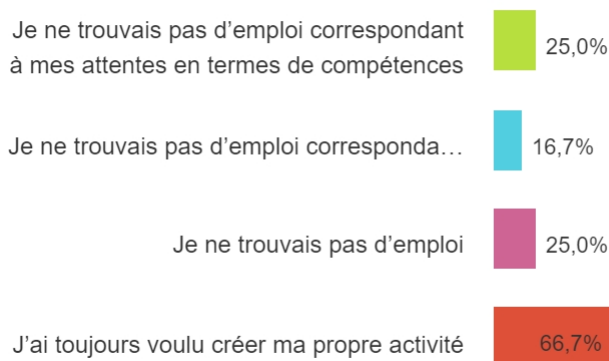 Je ne trouvais pas d'emploi correspondant
à mes attentes en termes de compétences
25,0%
Je ne trouvais pas d'emploi corresponda…
16,7%
Je ne trouvais pas d'emploi
25,0%
J'ai toujours voulu créer ma propre activité
66,7%